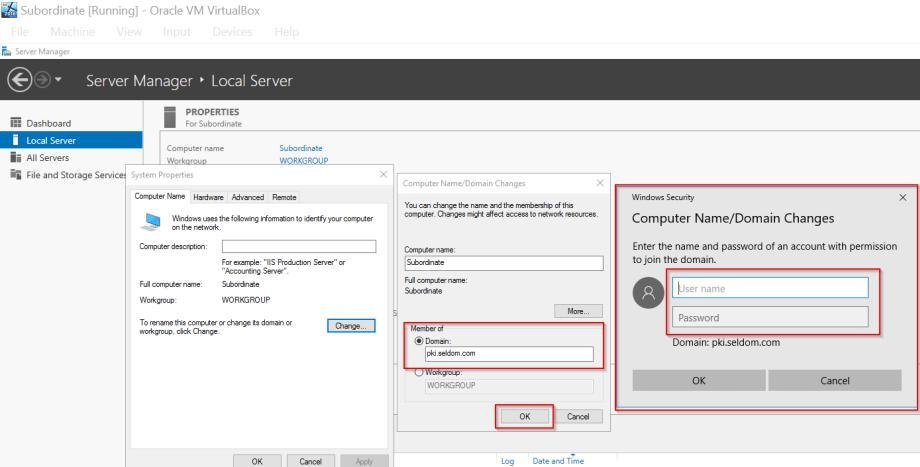 Subordinate [Running] - Oracle VM VirtualBox
File Machine View Input Devices Help
Server Manager
Server Manager ‣ Local Server
Dashboard
Local Server
All Servers
File and Storage Services
PROPERTIES
For Subordinate
Computer name Subordinate
Workgroup WORKGROUP
System Properties
Computer Name Hardware Advanced Remote
Windows uses the following information to identify your computer
on the network.
Computer description:
For example: "IIS Production Server" or
"Accounting Server".
Full computer name: Subordinate
Workgroup: WORKGROUP
To rename this computer or change its domain or
workgroup, click Change.
Change...
OK Cancel Apply
Computer Name/Domain Changes
You can change the name and the membership of this
computer. Changes might affect access to network resources.
Computer name:
Subordinate
Full computer name:
Subordinate
More...
Member of
Domain:
pki.seldom.com
Workgroup:
WORKGROUP
OK Cancel
Windows Security
Computer Name/Domain Changes
Enter the name and password of an account with permission
to join the domain.
User name
Password
Domain: pki.seldom.com
OK Cancel
Log Date and Time